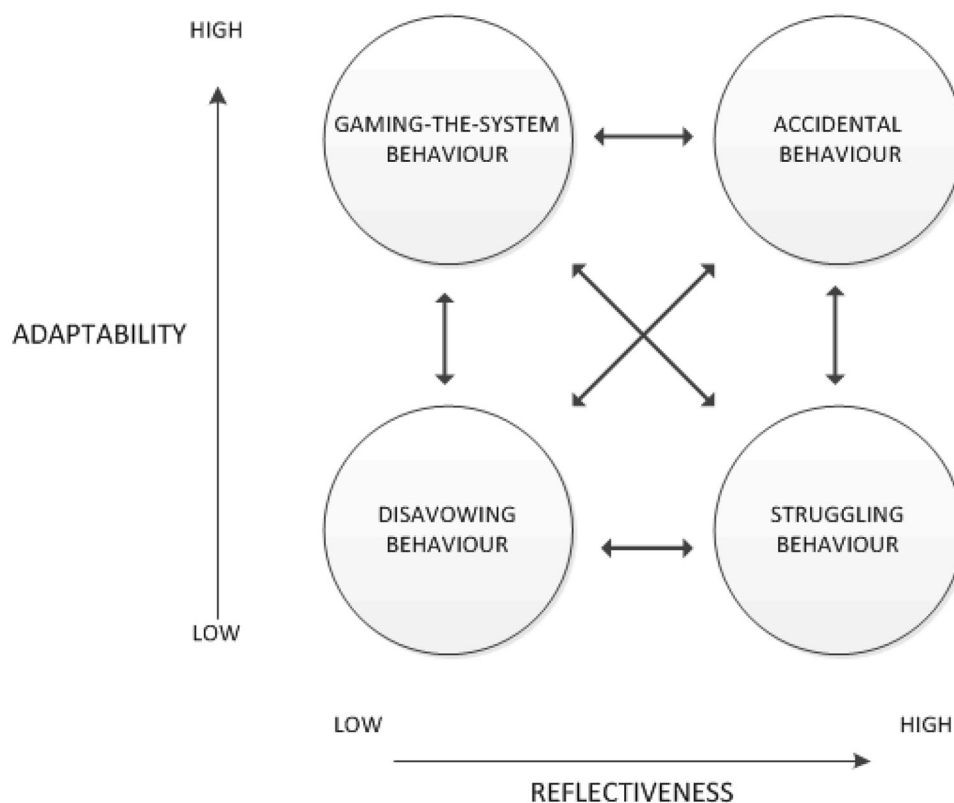 HIGH
GAMING-THE-SYSTEM
BEHAVIOUR
ACCIDENTAL
BEHAVIOUR
ADAPTABILITY
DISAVOWING
BEHAVIOUR
STRUGGLING
BEHAVIOUR
LOW
LOW
HIGH
REFLECTIVENESS